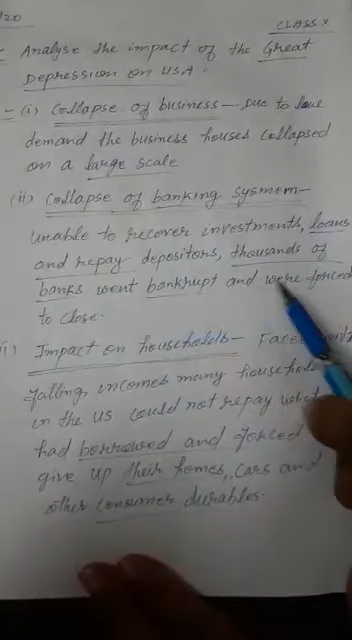 /20
CLASS X
Analyse the impact of the Great
Depression on USA.
(i) Collapse of business - Due to low
demand the business houses collapsed
on a large scale
(ii) Collapse of banking sysmem-
Unable to recover investments, loans
and repay depositors, thousands of
banks went bankrupt and were forced
to close.
Impact on households- Faced
falling, incomes many
in the US could not repay what
had borrowed and forced
give up their homes, cars and
other consumer durables.